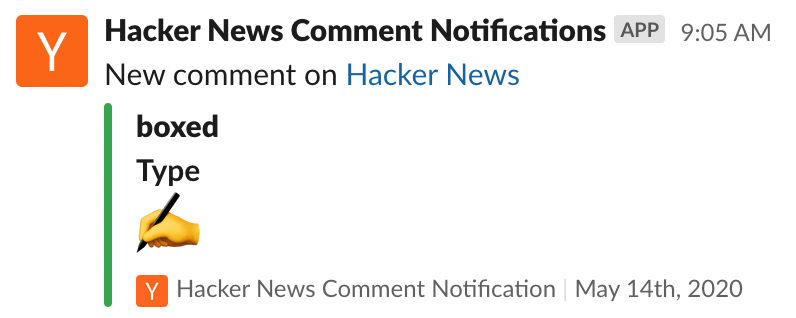 Y Hacker News Comment Notifications APP 9:05 AM
New comment on Hacker News
boxed
Type
✍️
Y Hacker News Comment Notification | May 14th, 2020